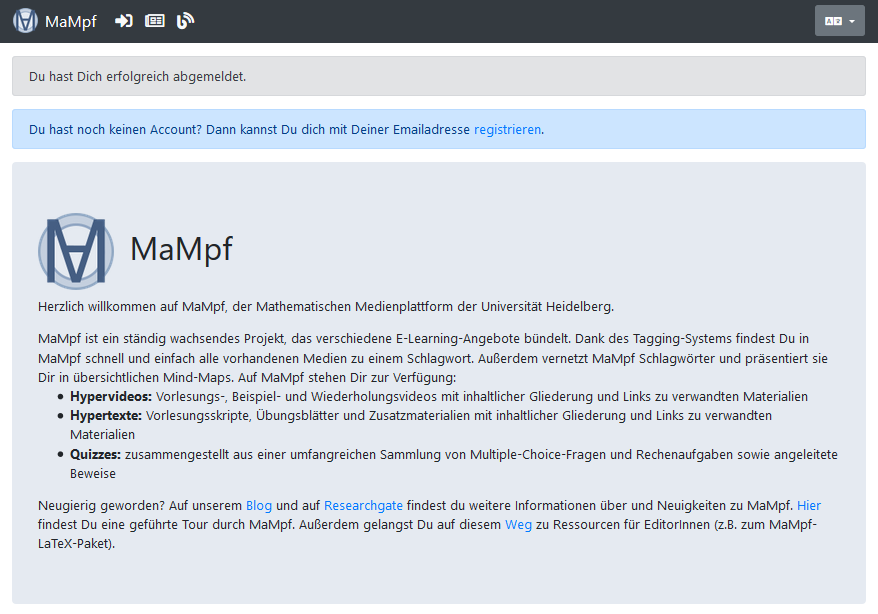 MaMpf
Du hast Dich erfolgreich abgemeldet.
Du hast noch keinen Account? Dann kannst Du dich mit Deiner Emailadresse registrieren.
MaMpf
Herzlich willkommen auf MaMpf, der Mathematischen Medienplattform der Universität Heidelberg.
MaMpf ist ein ständig wachsendes Projekt, das verschiedene E-Learning-Angebote bündelt. Dank des Tagging-Systems findest Du in
MaMpf schnell und einfach alle vorhandenen Medien zu einem Schlagwort. Außerdem vernetzt MaMpf Schlagwörter und präsentiert sie
Dir in übersichtlichen Mind-Maps. Auf MaMpf stehen Dir zur Verfügung:
• Hypervideos: Vorlesungs-, Beispiel- und Wiederholungsvideos mit inhaltlicher Gliederung und Links zu verwandten Materialien
• Hypertexte: Vorlesungsskripte, Übungsblätter und Zusatzmaterialien mit inhaltlicher Gliederung und Links zu verwandten
Materialien
• Quizzes: zusammengestellt aus einer umfangreichen Sammlung von Multiple-Choice-Fragen und Rechenaufgaben sowie angeleitete
Beweise
Neugierig geworden? Auf unserem Blog und auf Researchgate findest du weitere Informationen über und Neuigkeiten zu MaMpf. Hier
findest Du eine geführte Tour durch MaMpf. Außerdem gelangst Du auf diesem Weg zu Ressourcen für EditorInnen (z.B. zum MaMpf-
LaTeX-Paket).